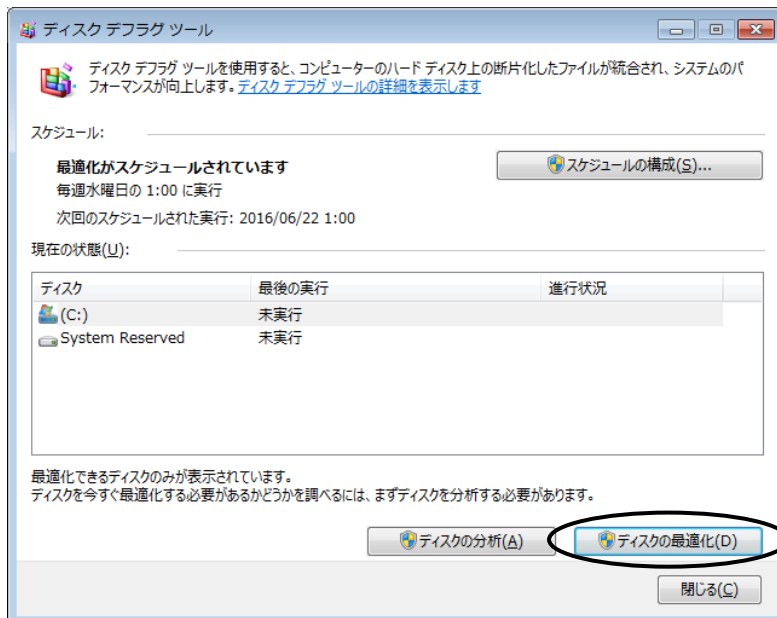 ディスク デフラグ ツール
ディスク デフラグ ツールを使用すると、コンピューターのハード ディスク上の断片化したファイルが統合され、システムのパ
フォーマンスが向上します。ディスク デフラグ ツールの詳細を表示します
スケジュール:
最適化がスケジュールされています
スケジュールの構成(S)...
毎週水曜日の 1:00 に実行
次回のスケジュールされた実行: 2016/06/22 1:00
現在の状態(U):
ディスク 最後の実行 進行状況
(C:) 未実行
System Reserved 未実行
最適化できるディスクのみが表示されています。
ディスクを今すぐ最適化する必要があるかどうかを調べるには、まずディスクを分析する必要があります。
ディスクの分析(A) ディスクの最適化(D)
閉じる(C)